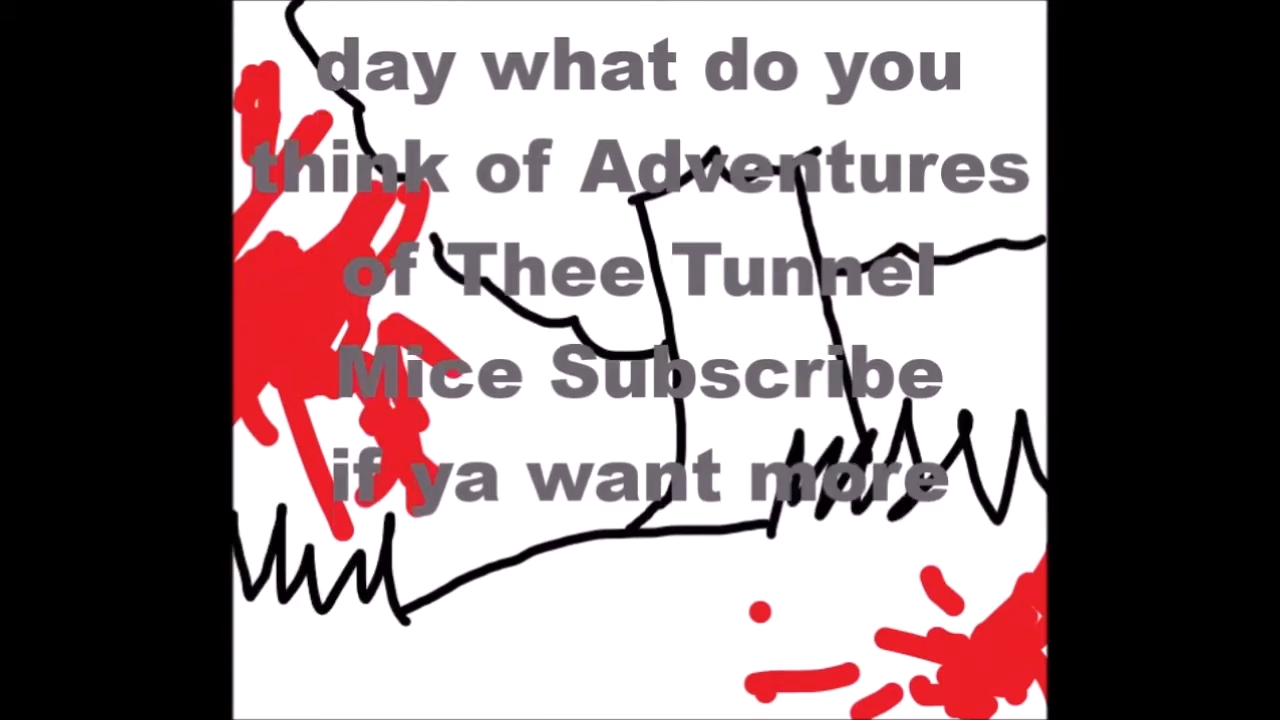 day what do you
think of Adventures
of Thee Tunnel
Mice Subscribe
if ya want more